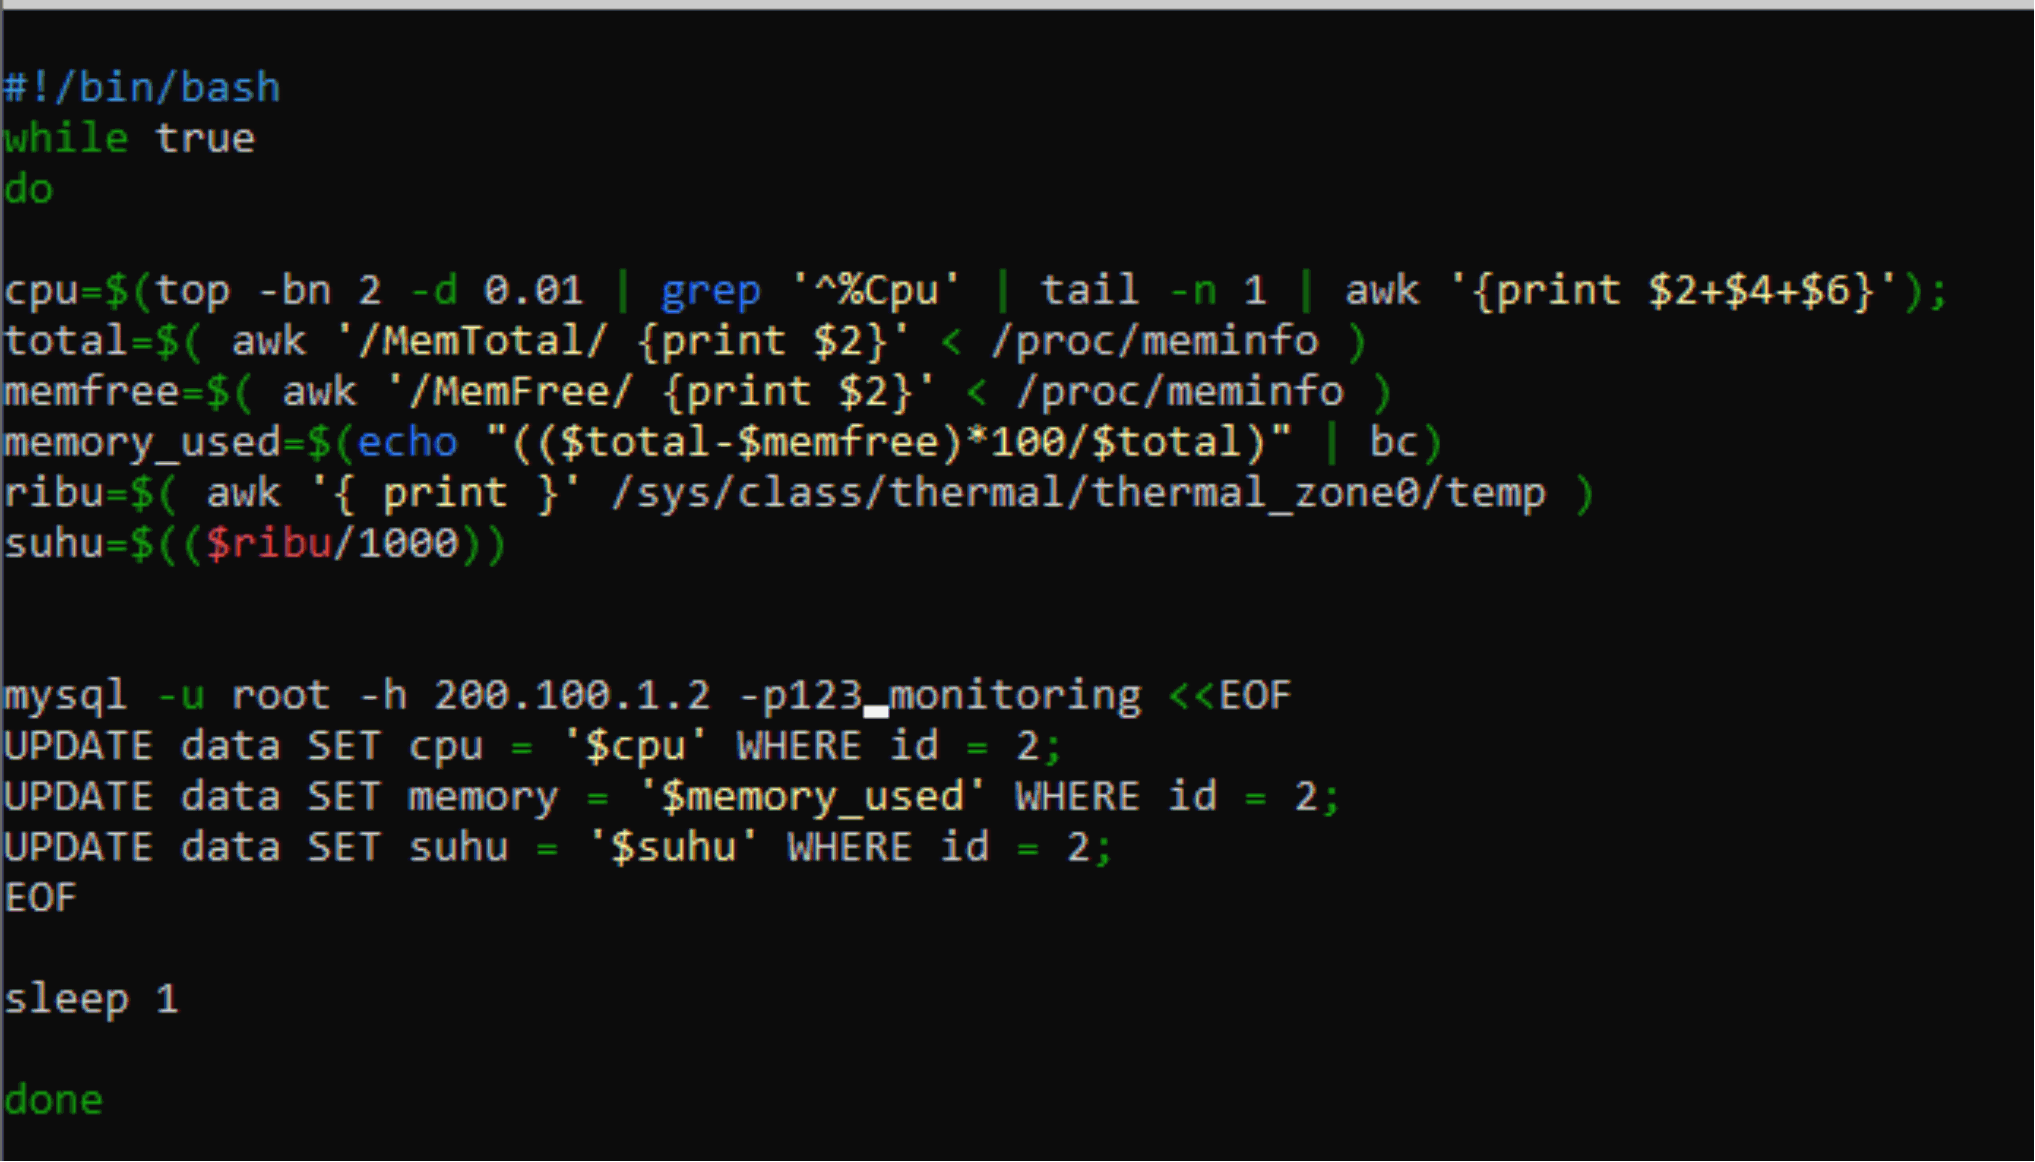 #!/bin/bash
while true
do
cpu=$(top -bn 2 -d 0.01 | grep '^%Cpu' | tail -n 1 | awk '{print $2+$4+$6}');
total=$( awk '/MemTotal/ {print $2}' < /proc/meminfo )
memfree=$( awk '/MemFree/ {print $2}' < /proc/meminfo )
memory_used=$(echo "(($total-$memfree)*100/$total)" | bc)
ribu=$( awk '{ print }' /sys/class/thermal/thermal_zone0/temp )
suhu=$(($ribu/1000))
mysql -u root -h 200.100.1.2 -p123 monitoring <<EOF
UPDATE data SET cpu = '$cpu' WHERE id = 2;
UPDATE data SET memory = '$memory_used' WHERE id = 2;
UPDATE data SET suhu = '$suhu' WHERE id = 2;
EOF
sleep 1
done